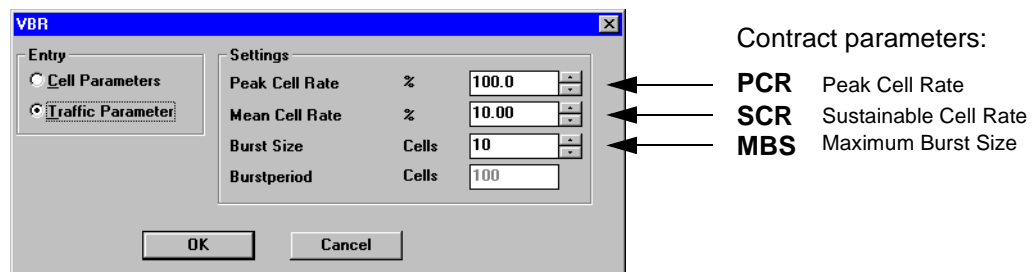 VBR
Entry
Cell Parameters
Traffic Parameter
Settings
Peak Cell Rate % 100.0
Mean Cell Rate % 10.00
Burst Size Cells 10
Burstperiod Cells 100
OK Cancel
Contract parameters:
PCR Peak Cell Rate
SCR Sustainable Cell Rate
MBS Maximum Burst Size